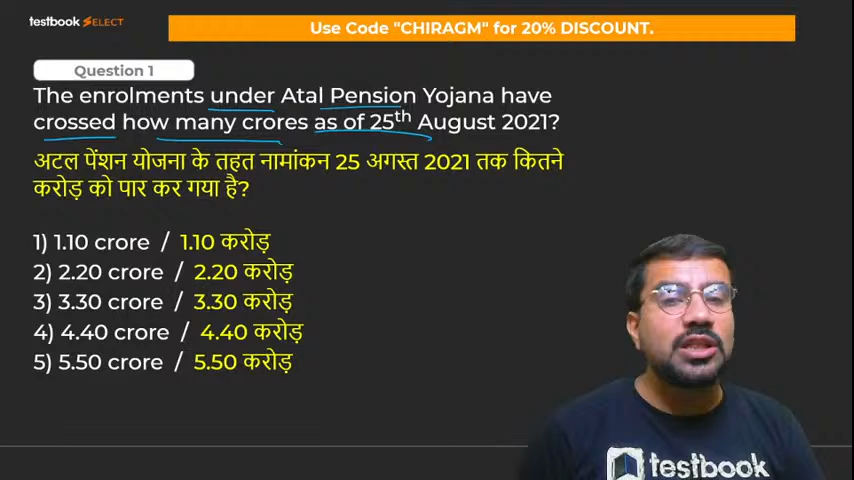 testbook SELECT
Use Code "CHIRAGM" for 20% DISCOUNT.
Question 1
The enrolments under Atal Pension Yojana have
crossed how many crores as of 25th August 2021?
अटल पेंशन योजना के तहत नामांकन 25 अगस्त 2021 तक कितने
करोड़ को पार कर गया है?
1) 1.10 crore / 1.10 करोड़
2) 2.20 crore / 2.20 करोड़
3) 3.30 crore / 3.30 करोड़
4) 4.40 crore / 4.40 करोड़
5) 5.50 crore / 5.50 करोड़
testbook